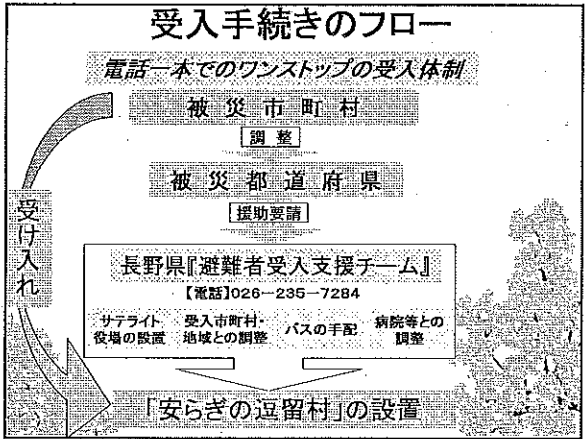 受入手続きのフロー
電話一本でのワンストップの受入体制
被災市町村
調整
被災都道府県
援助要請
受け入れ
長野県『避難者受入支援チーム』
【電話】026-235-7284
サテライト
役場の設置
受入市町村・
地域との調整
バスの手配
病院等との
調整
「安らぎの逗留村」の設置